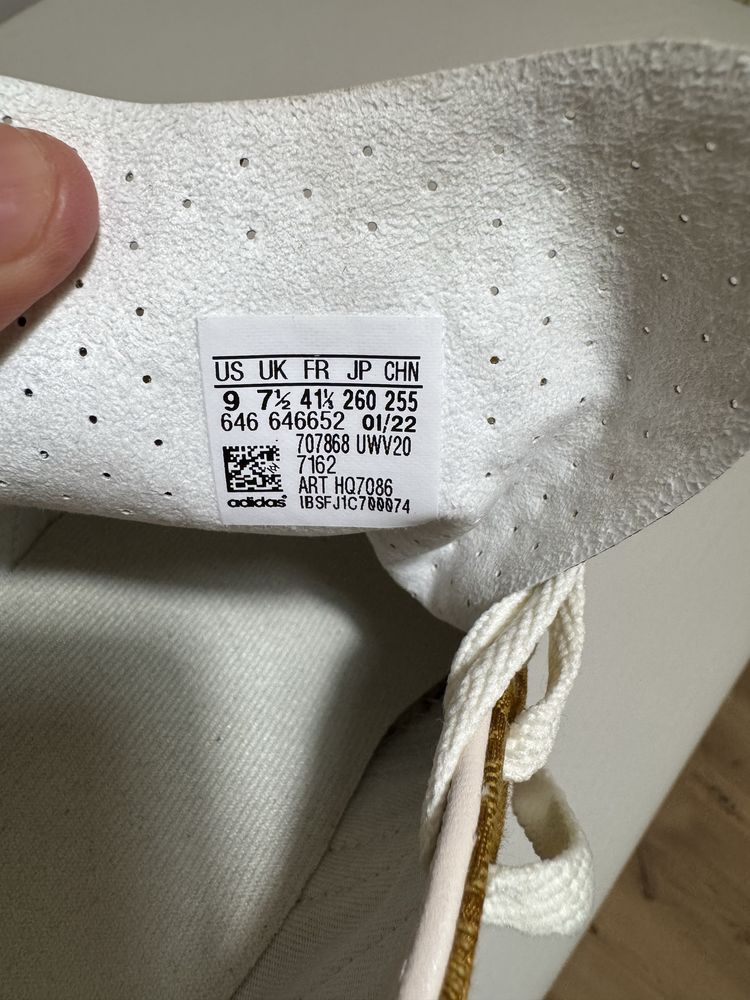 US UK FR JP CHN
9 7½ 41⅓ 260 255
646 646652 01/22
707868 UWV20
7162
ART HQ7086
adidas® IBSFJ1C700074